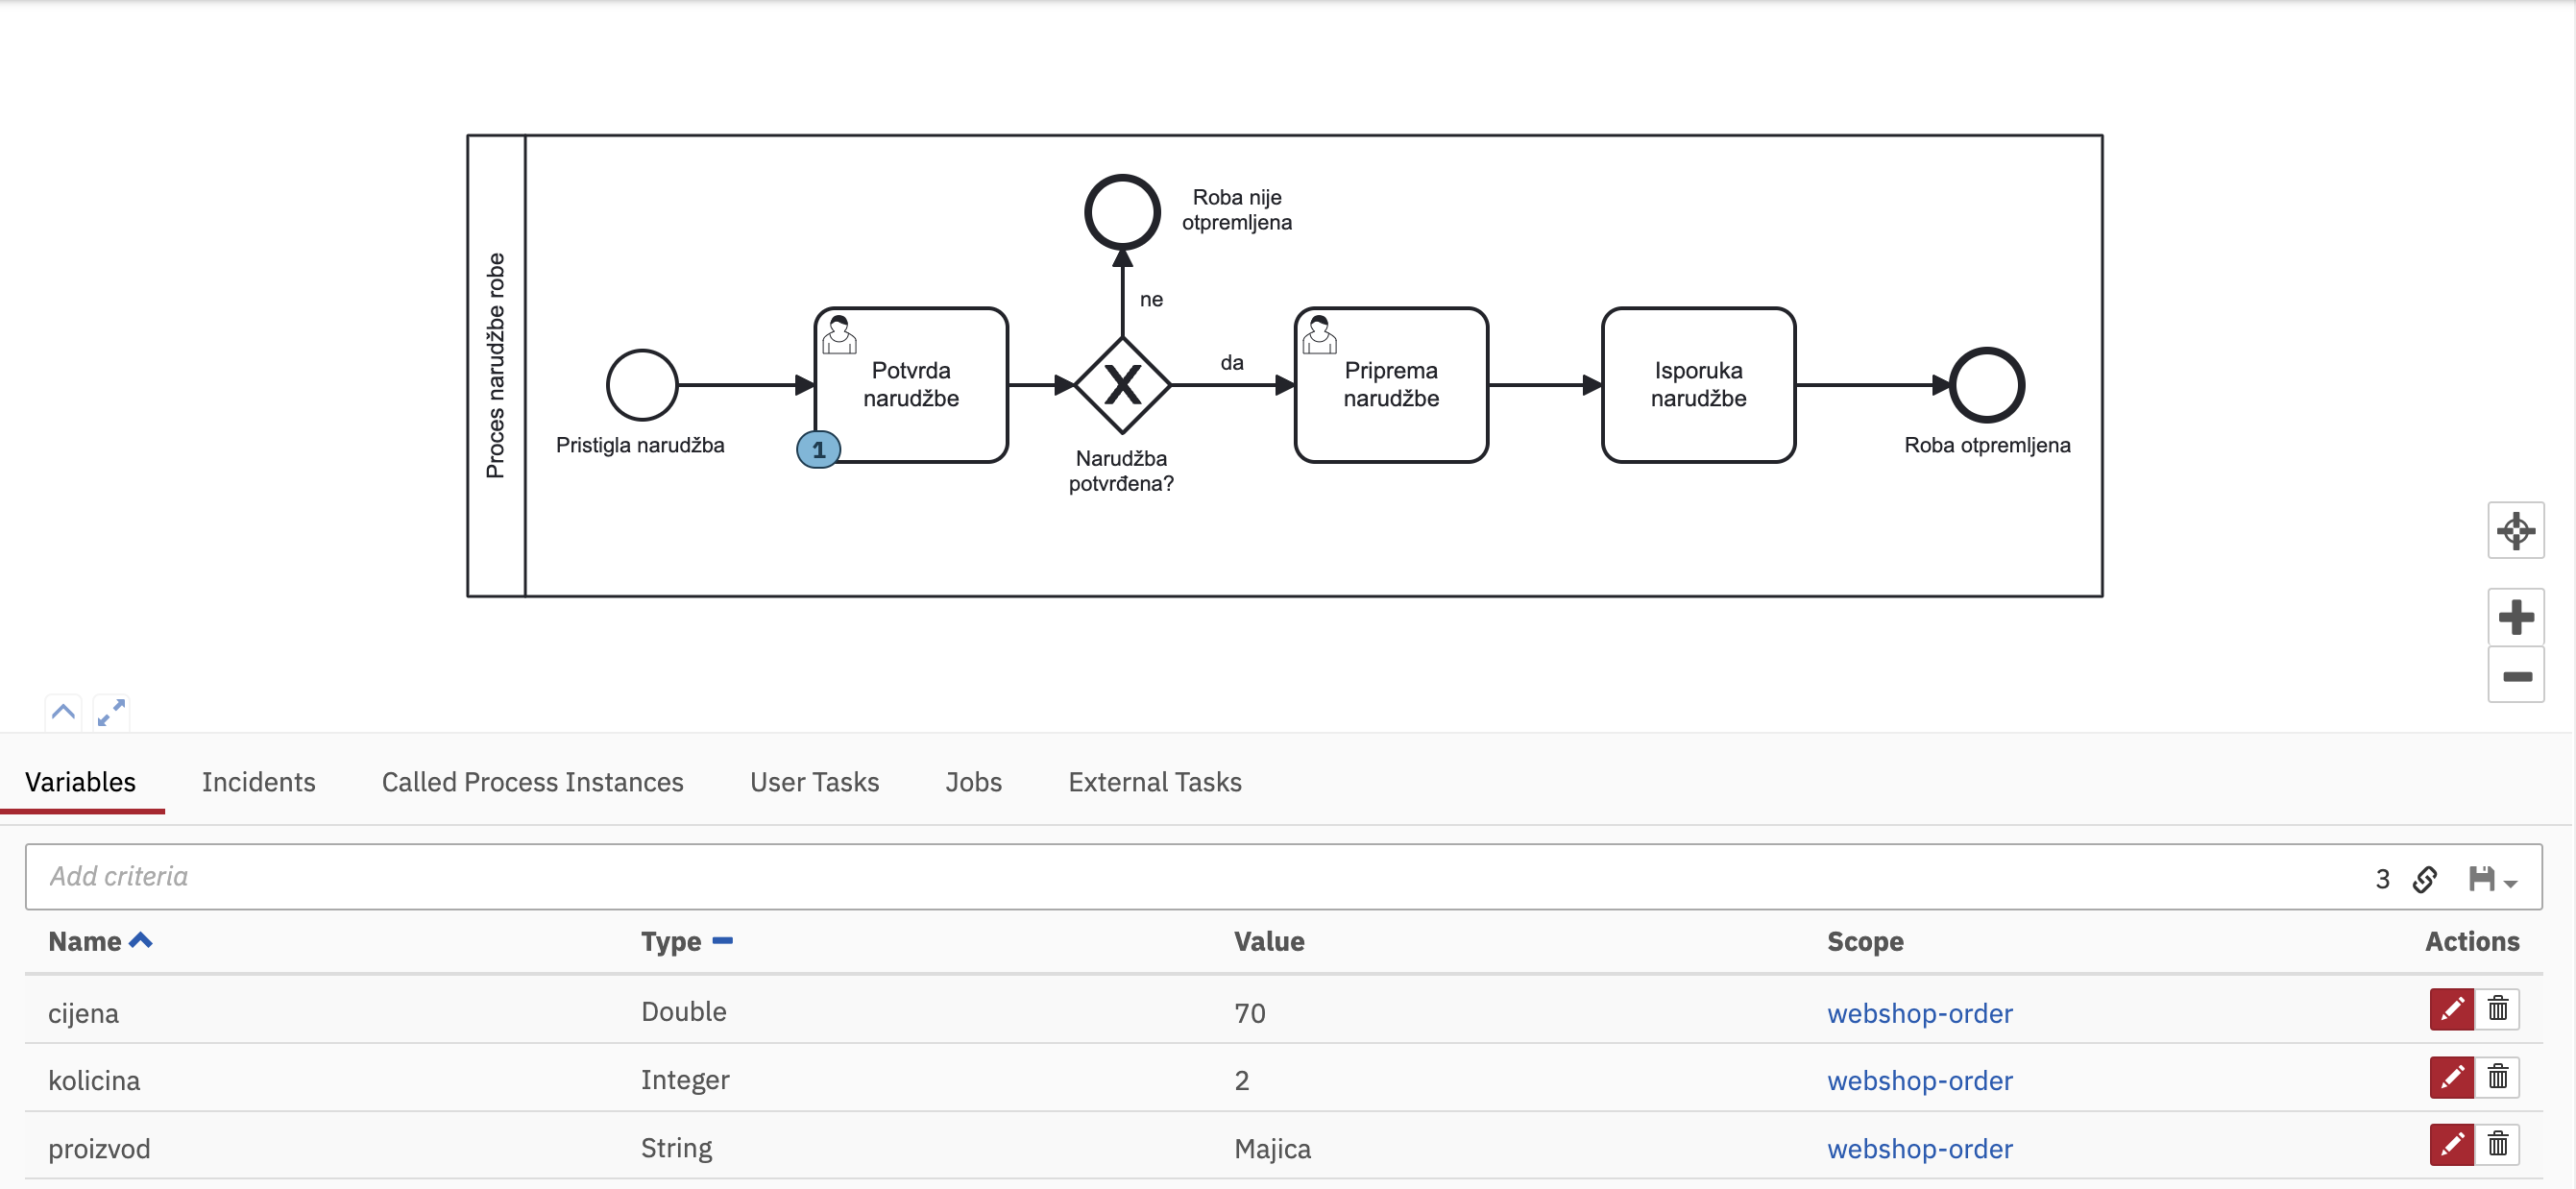 Proces narudžbe robe
Roba nije
otpremljena
ne
Potvrda
narudžbe
da
Priprema
narudžbe
Isporuka
narudžbe
X
1
Pristigla narudžba
Narudžba
potvrđena?
Roba otpremljena
Variables Incidents Called Process Instances User Tasks Jobs External Tasks
Add criteria 3
Name Type Value Scope Actions
cijena Double 70 webshop-order
kolicina Integer 2 webshop-order
proizvod String Majica webshop-order